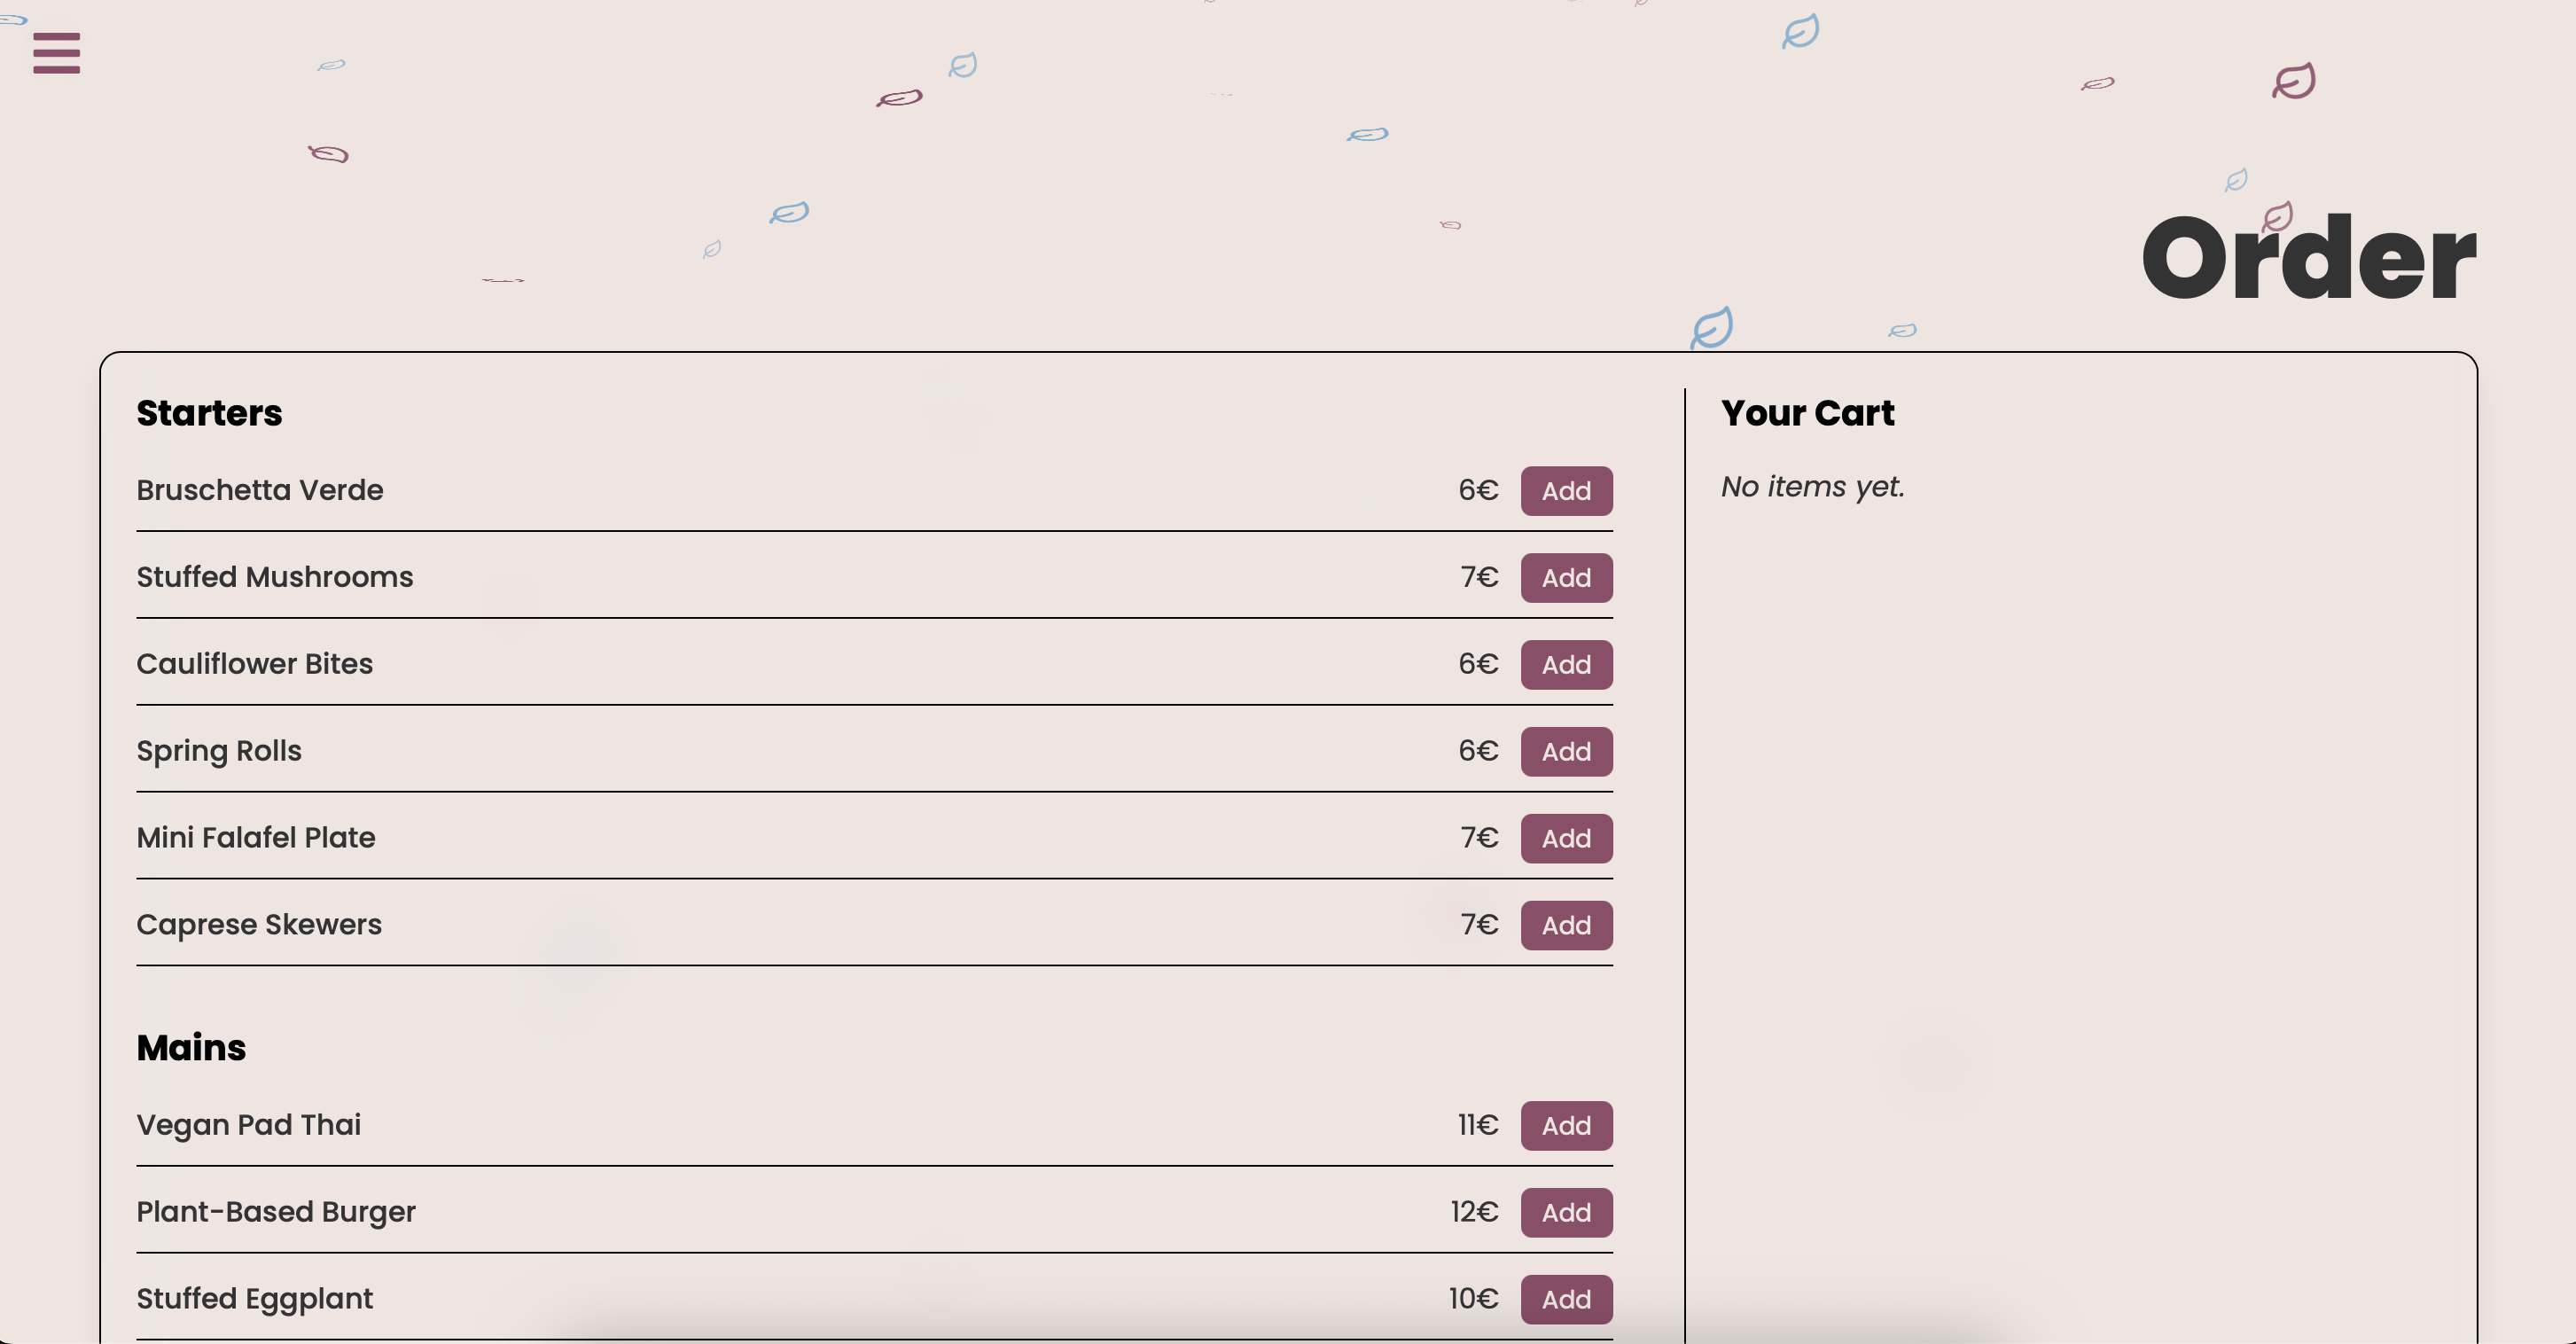 Order
Starters
Bruschetta Verde 6€ Add
Stuffed Mushrooms 7€ Add
Cauliflower Bites 6€ Add
Spring Rolls 6€ Add
Mini Falafel Plate 7€ Add
Caprese Skewers 7€ Add
Mains
Vegan Pad Thai 11€ Add
Plant-Based Burger 12€ Add
Stuffed Eggplant 10€ Add
Your Cart
No items yet.